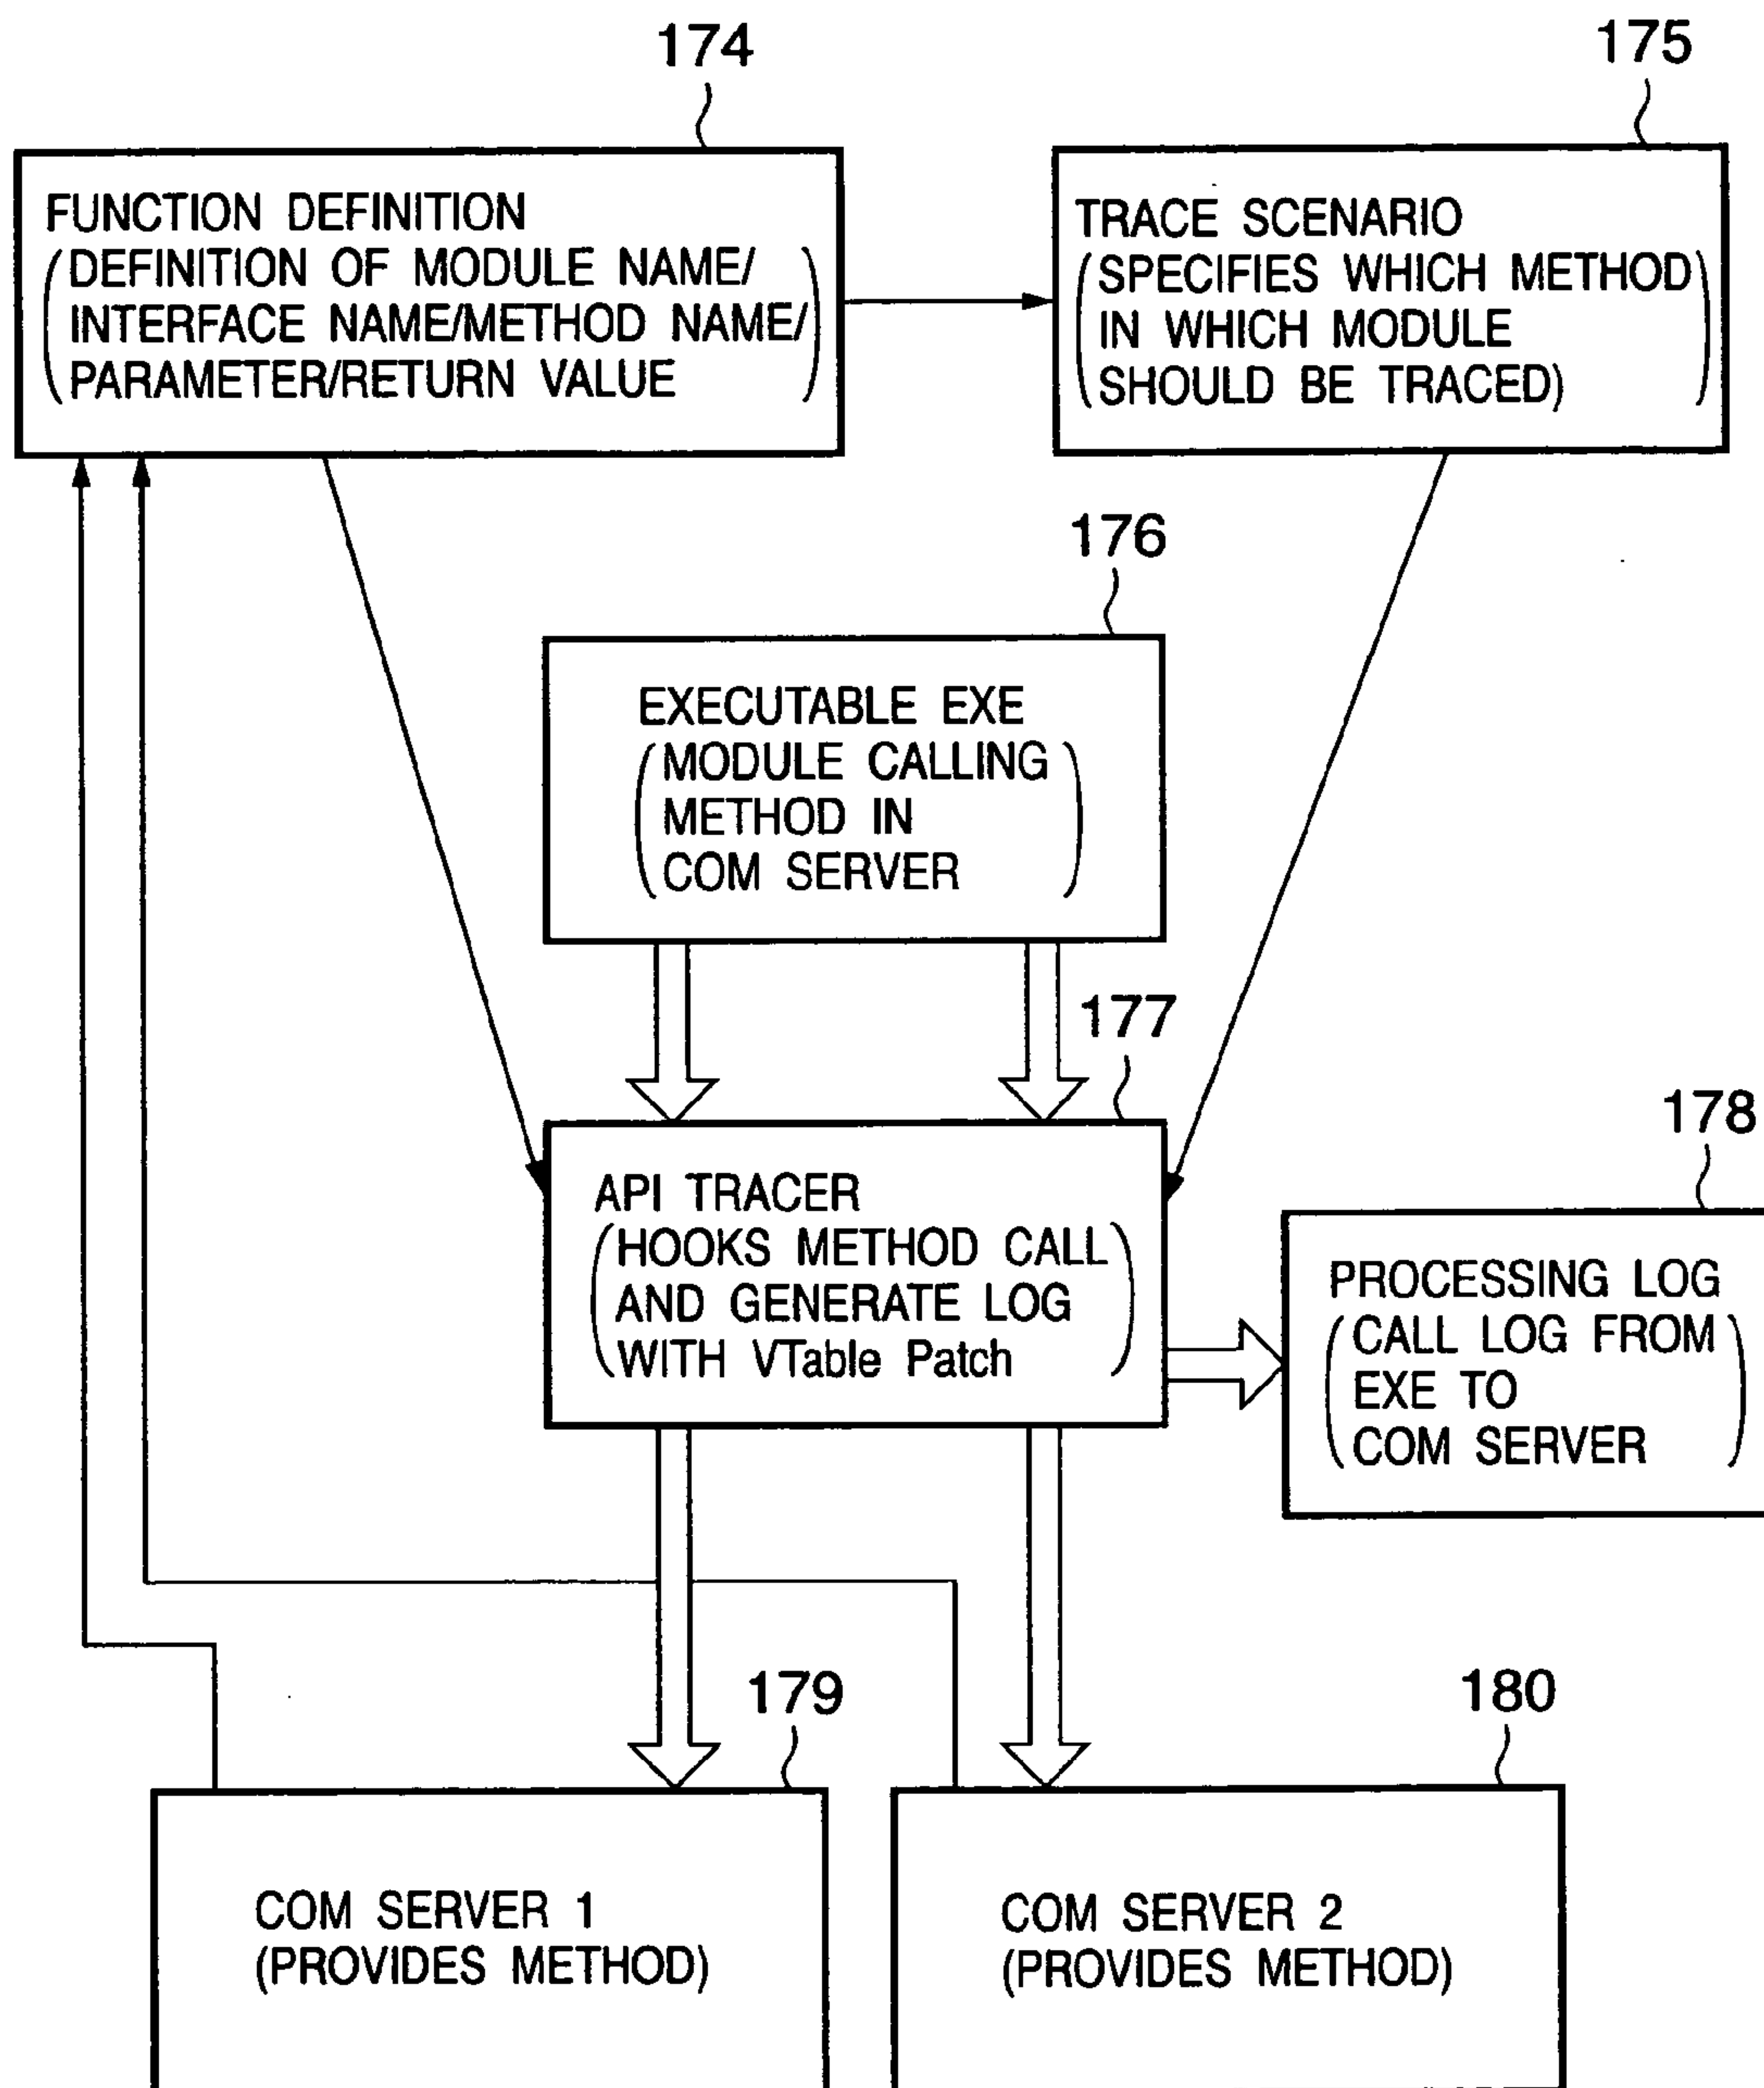 174
175
FUNCTION DEFINITION
(DEFINITION OF MODULE NAME/
INTERFACE NAME/METHOD NAME/
PARAMETER/RETURN VALUE)
TRACE SCENARIO
(SPECIFIES WHICH METHOD
IN WHICH MODULE
SHOULD BE TRACED))
176
EXECUTABLE EXE
(MODULE CALLING
METHOD IN
COM SERVER)
177
API TRACER
(HOOKS METHOD CALL
AND GENERATE LOG
WITH VTable Patch)
178
PROCESSING LOG
(CALL LOG FROM
EXE TO
COM SERVER)
179
180
COM SERVER 1
(PROVIDES METHOD)
COM SERVER 2
(PROVIDES METHOD)